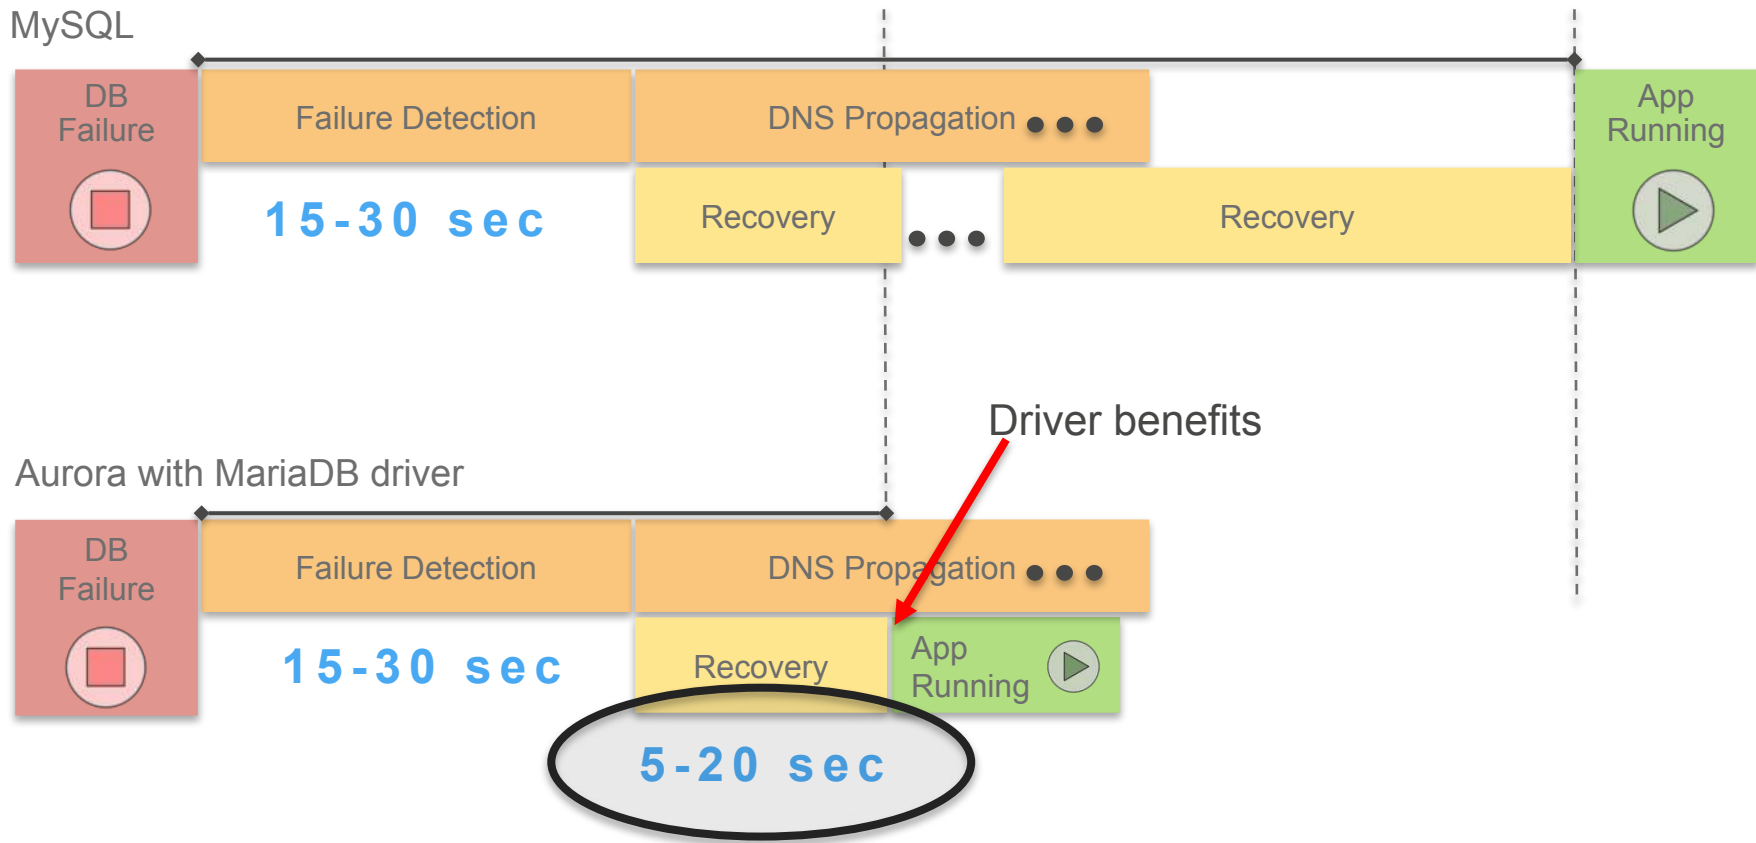 MySQL
DB
Failure
Failure Detection
DNS Propagation
App
Running
15-30 sec
Recovery
Recovery
Driver benefits
Aurora with MariaDB driver
DB
Failure
Failure Detection
DNS Propagation
15-30 sec
Recovery
App
Running
5-20 sec